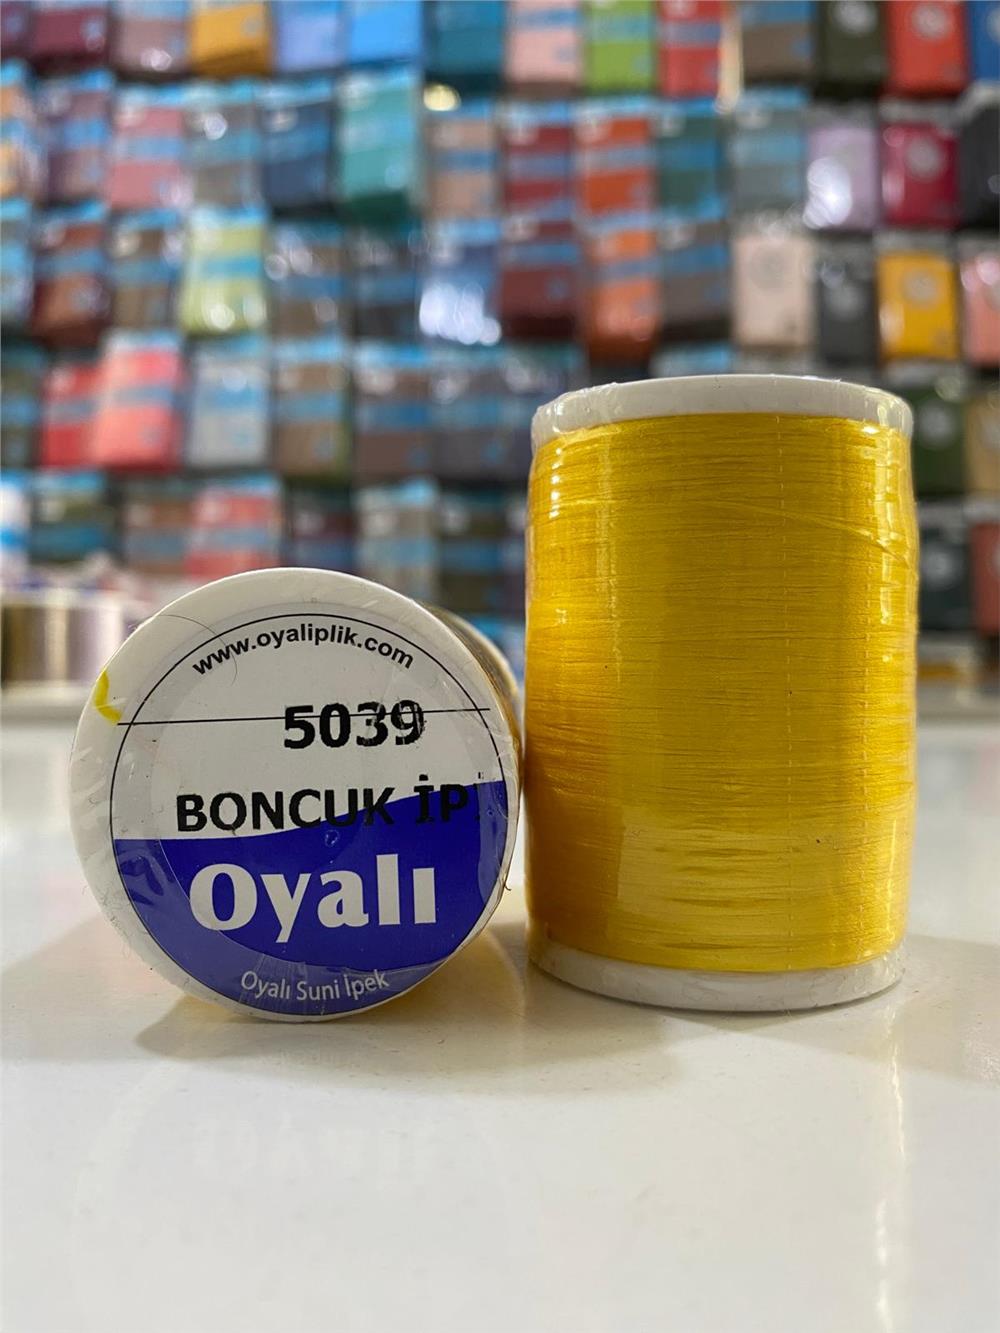 www.oyaliplik.com
5039
BONCUK İP
Oyalı
Oyalı Suni İpek